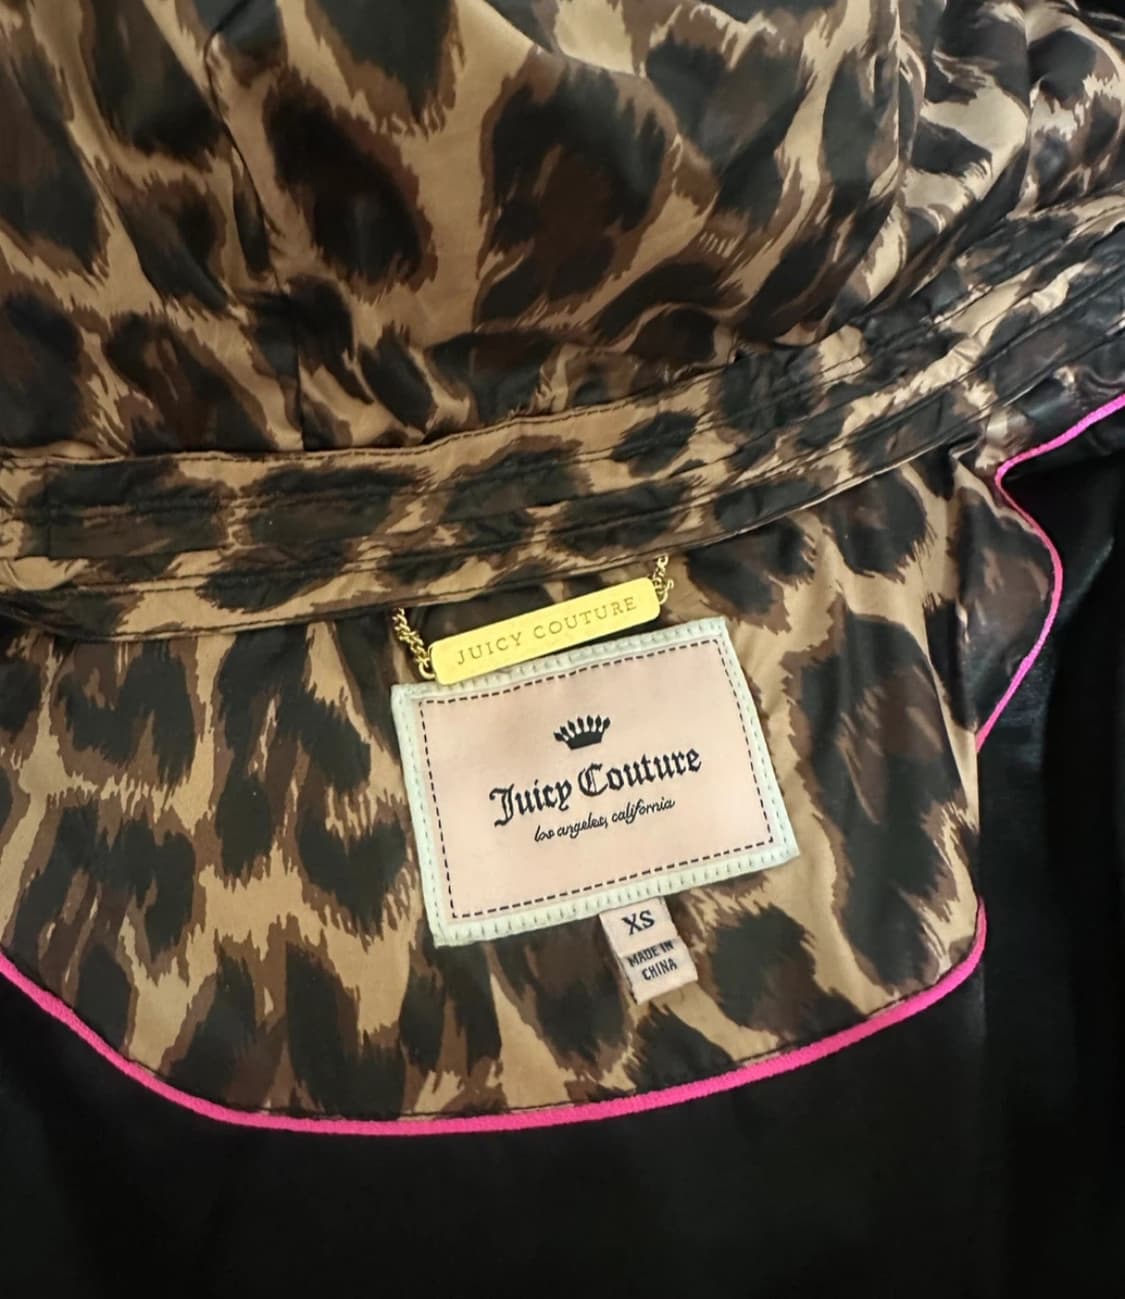 JUICY COUTURE
Juicy Couture
los angeles, california
XS
MADE IN
CHINA